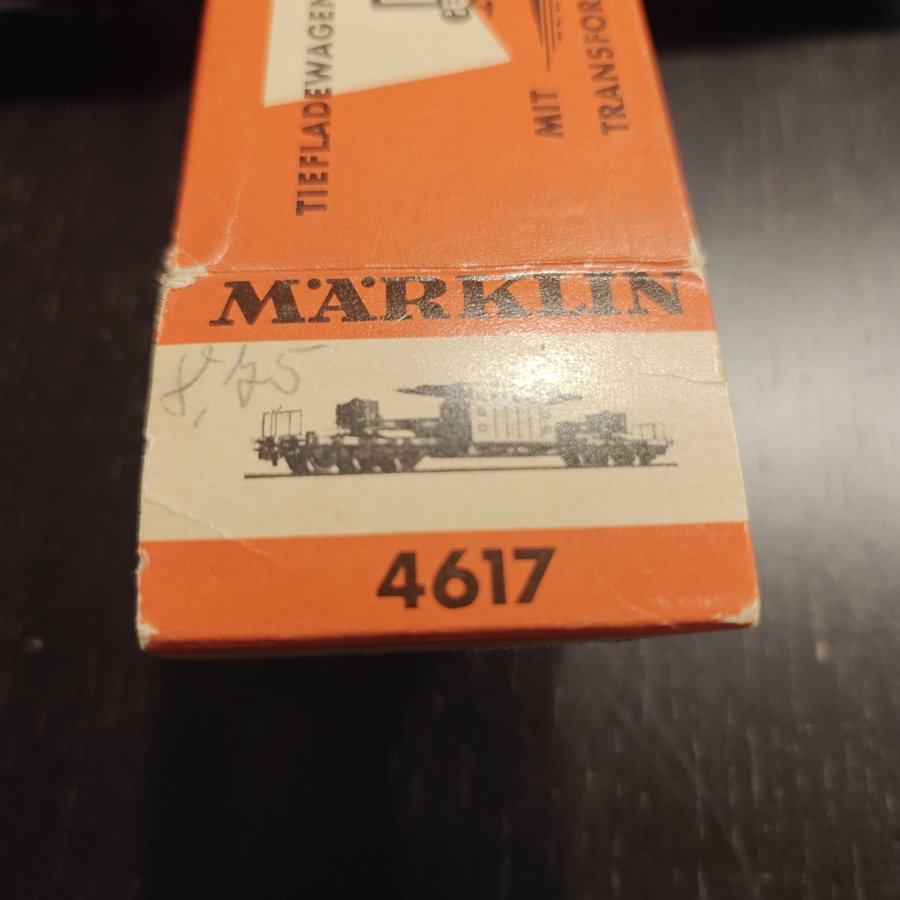 TIEFLADEWAGEN
MIT
TRANSFOR
MÄRKLIN
8,75
4617